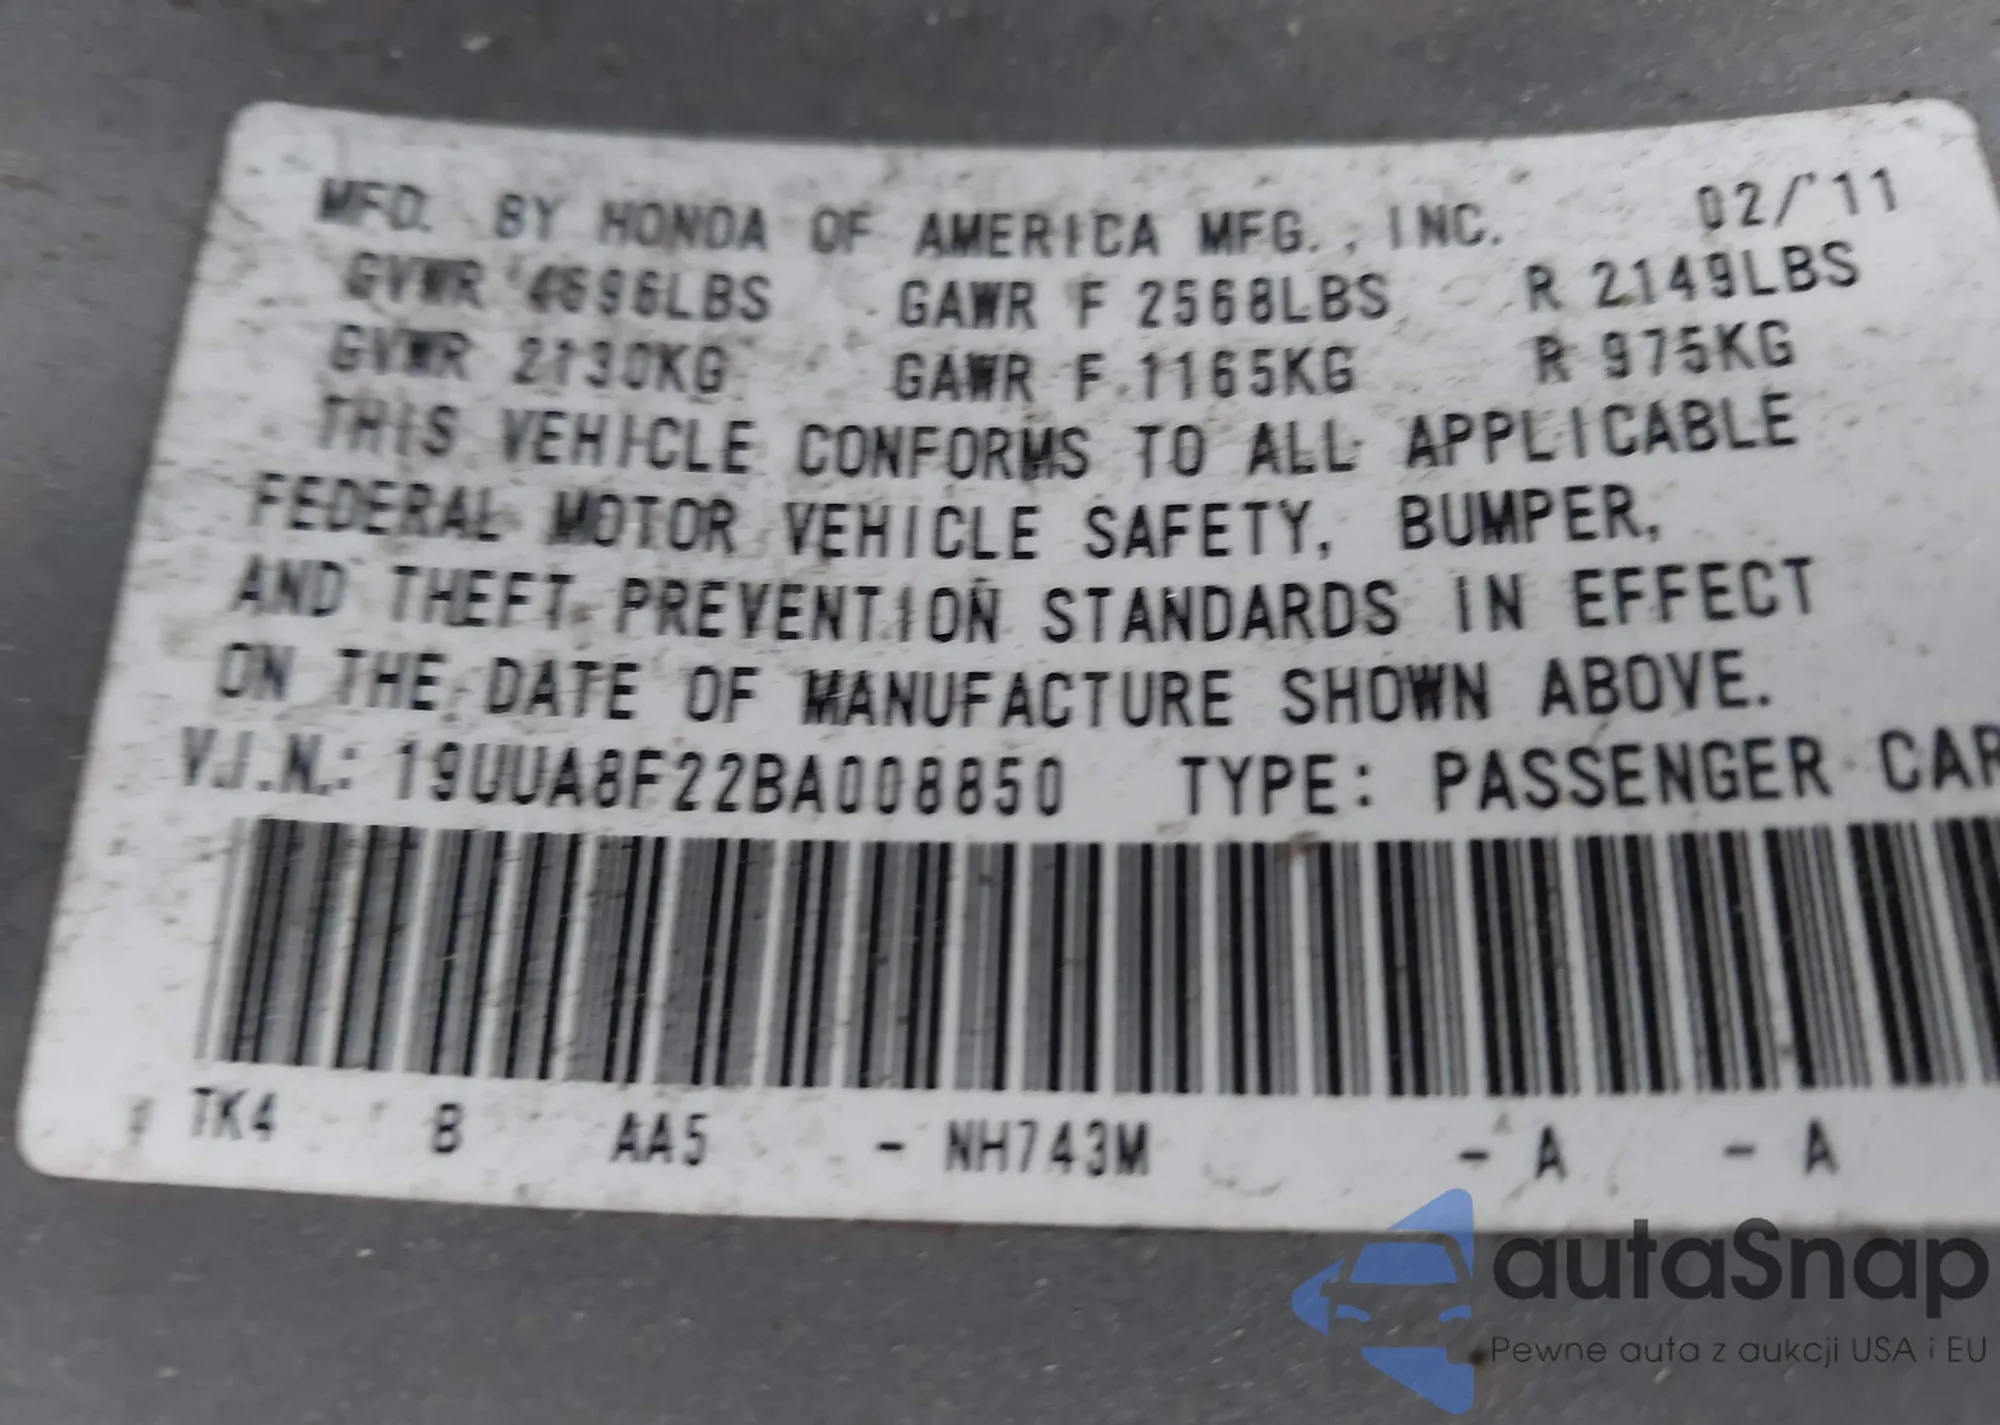 MFD. BY HONDA OF AMERICA MFG., INC. 02/'11
GVWR 4696LBS GAWR F 2568LBS R 2149LBS
GVWR 2130KG GAWR F 1165KG R 975KG
THIS VEHICLE CONFORMS TO ALL APPLICABLE
FEDERAL MOTOR VEHICLE SAFETY, BUMPER,
AND THEFT PREVENTION STANDARDS IN EFFECT
ON THE DATE OF MANUFACTURE SHOWN ABOVE.
V.I.N.: 19UUA8F22BA008850 TYPE: PASSENGER CAR
TK4 B AA5 - NH743M - A - A
autaSnap
Pewne auta z aukcji USA i EU